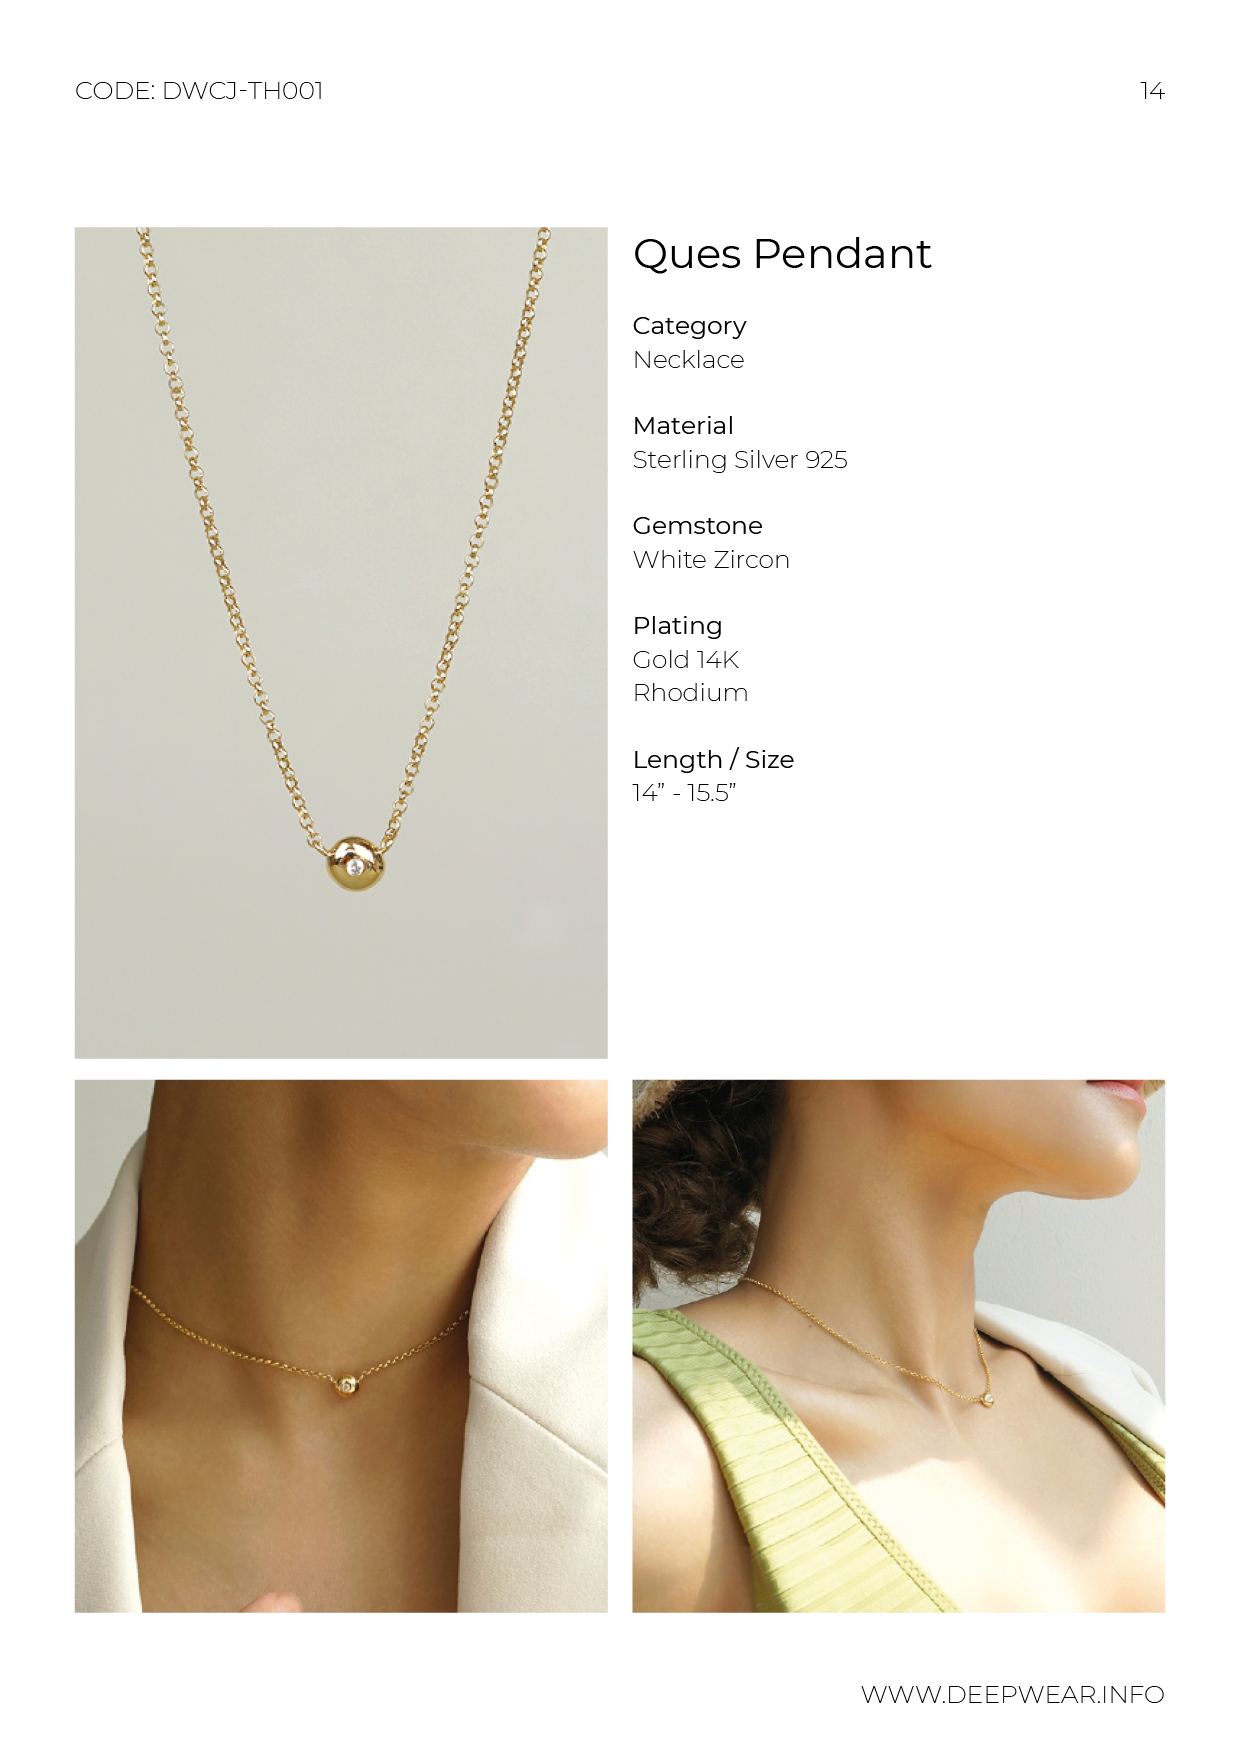 CODE: DWCJ-TH001
14
Ques Pendant
Category
Necklace
Material
Sterling Silver 925
Gemstone
White Zircon
Plating
Gold 14K
Rhodium
Length / Size
14” - 15.5”
WWW.DEEPWEAR.INFO